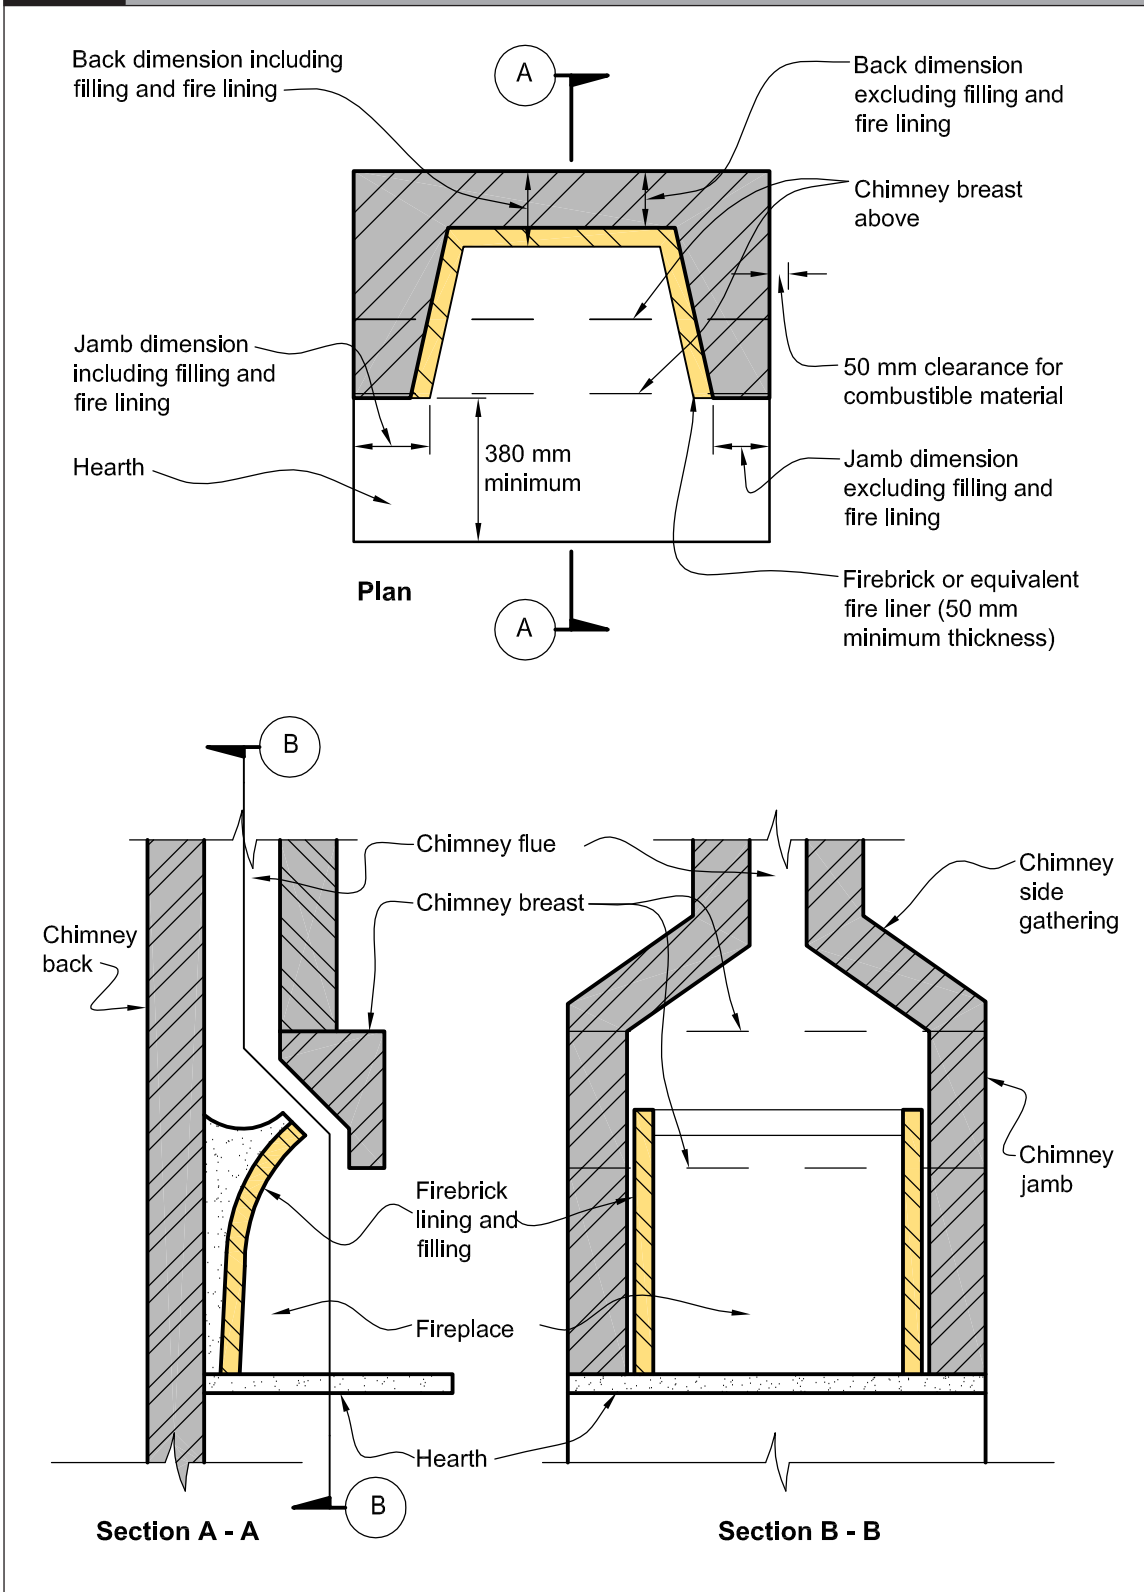 Back dimension including
filling and fire lining
A
Back dimension
excluding filling and
fire lining
Chimney breast
above
Jamb dimension
including filling and
fire lining
50 mm clearance for
combustible material
Hearth
380 mm
minimum
Jamb dimension
excluding filling and
fire lining
Plan
A
Firebrick or equivalent
fire liner (50 mm
minimum thickness)
B
Chimney flue
Chimney breast
Chimney
back
Chimney
side
gathering
Firebrick
lining and
filling
Chimney
jamb
Fireplace
Hearth
B
Section A - A
Section B - B